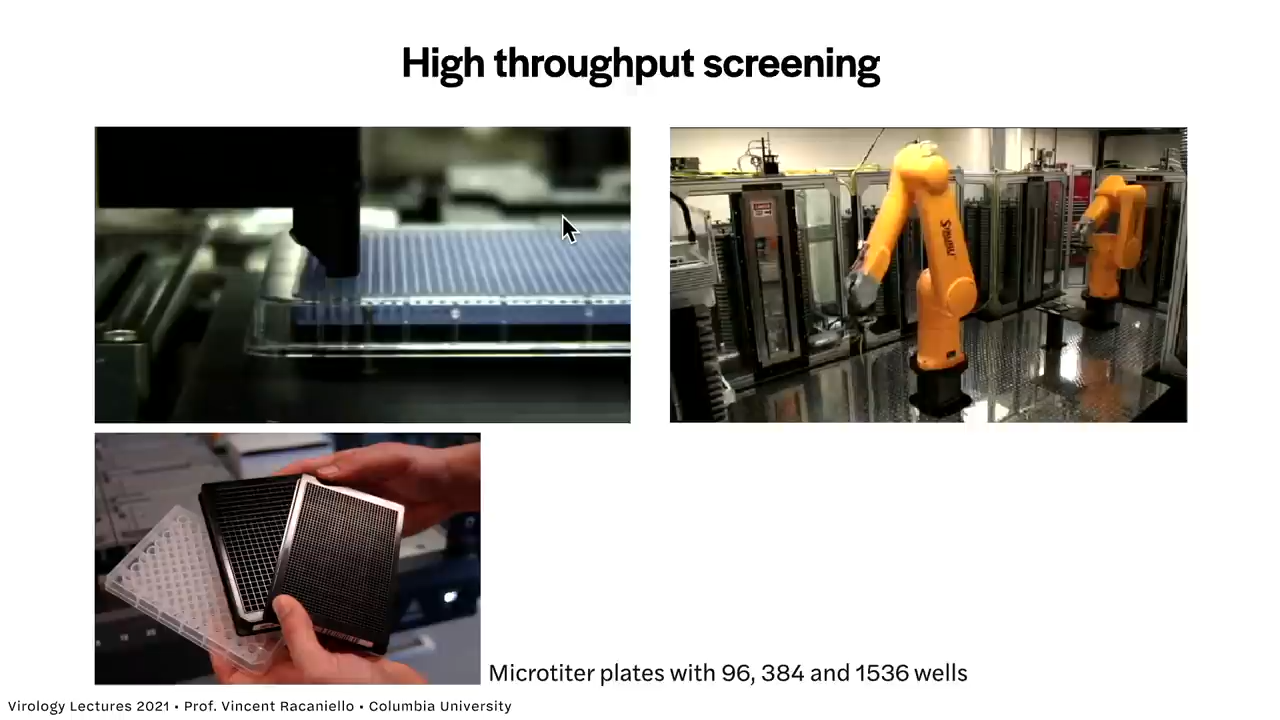 High throughput screening
Microtiter plates with 96, 384 and 1536 wells
Virology Lectures 2021 • Prof. Vincent Racaniello • Columbia University